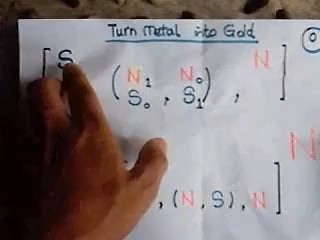 Turn Metal into Gold
[ S ( N₁ N₀ N
S₀ , S₁ ) , ]
N
, (N, S), N ]